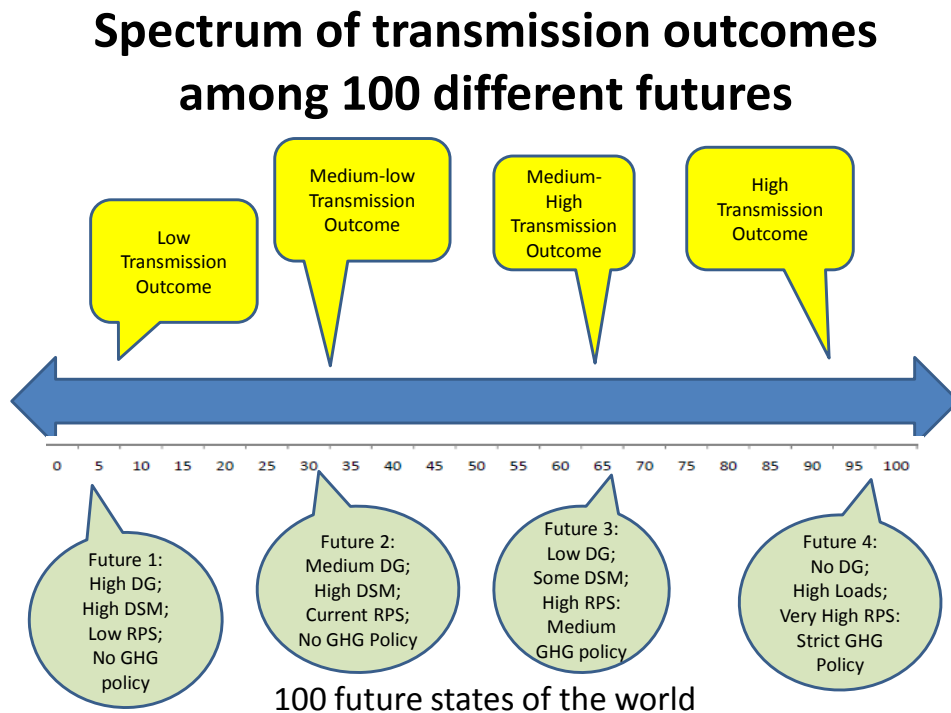 Spectrum of transmission outcomes
among 100 different futures
Low
Transmission
Outcome
Medium-low
Transmission
Outcome
Medium-
High
Transmission
Outcome
High
Transmission
Outcome
0 5 10 15 20 25 30 35 40 45 50 55 60 65 70 75 80 85 90 95 100
Future 1:
High DG;
High DSM;
Low RPS;
No GHG
policy
Future 2:
Medium DG;
High DSM;
Current RPS;
No GHG Policy
Future 3:
Low DG;
Some DSM;
High RPS:
Medium
GHG policy
Future 4:
No DG;
High Loads;
Very High RPS:
Strict GHG
Policy
100 future states of the world